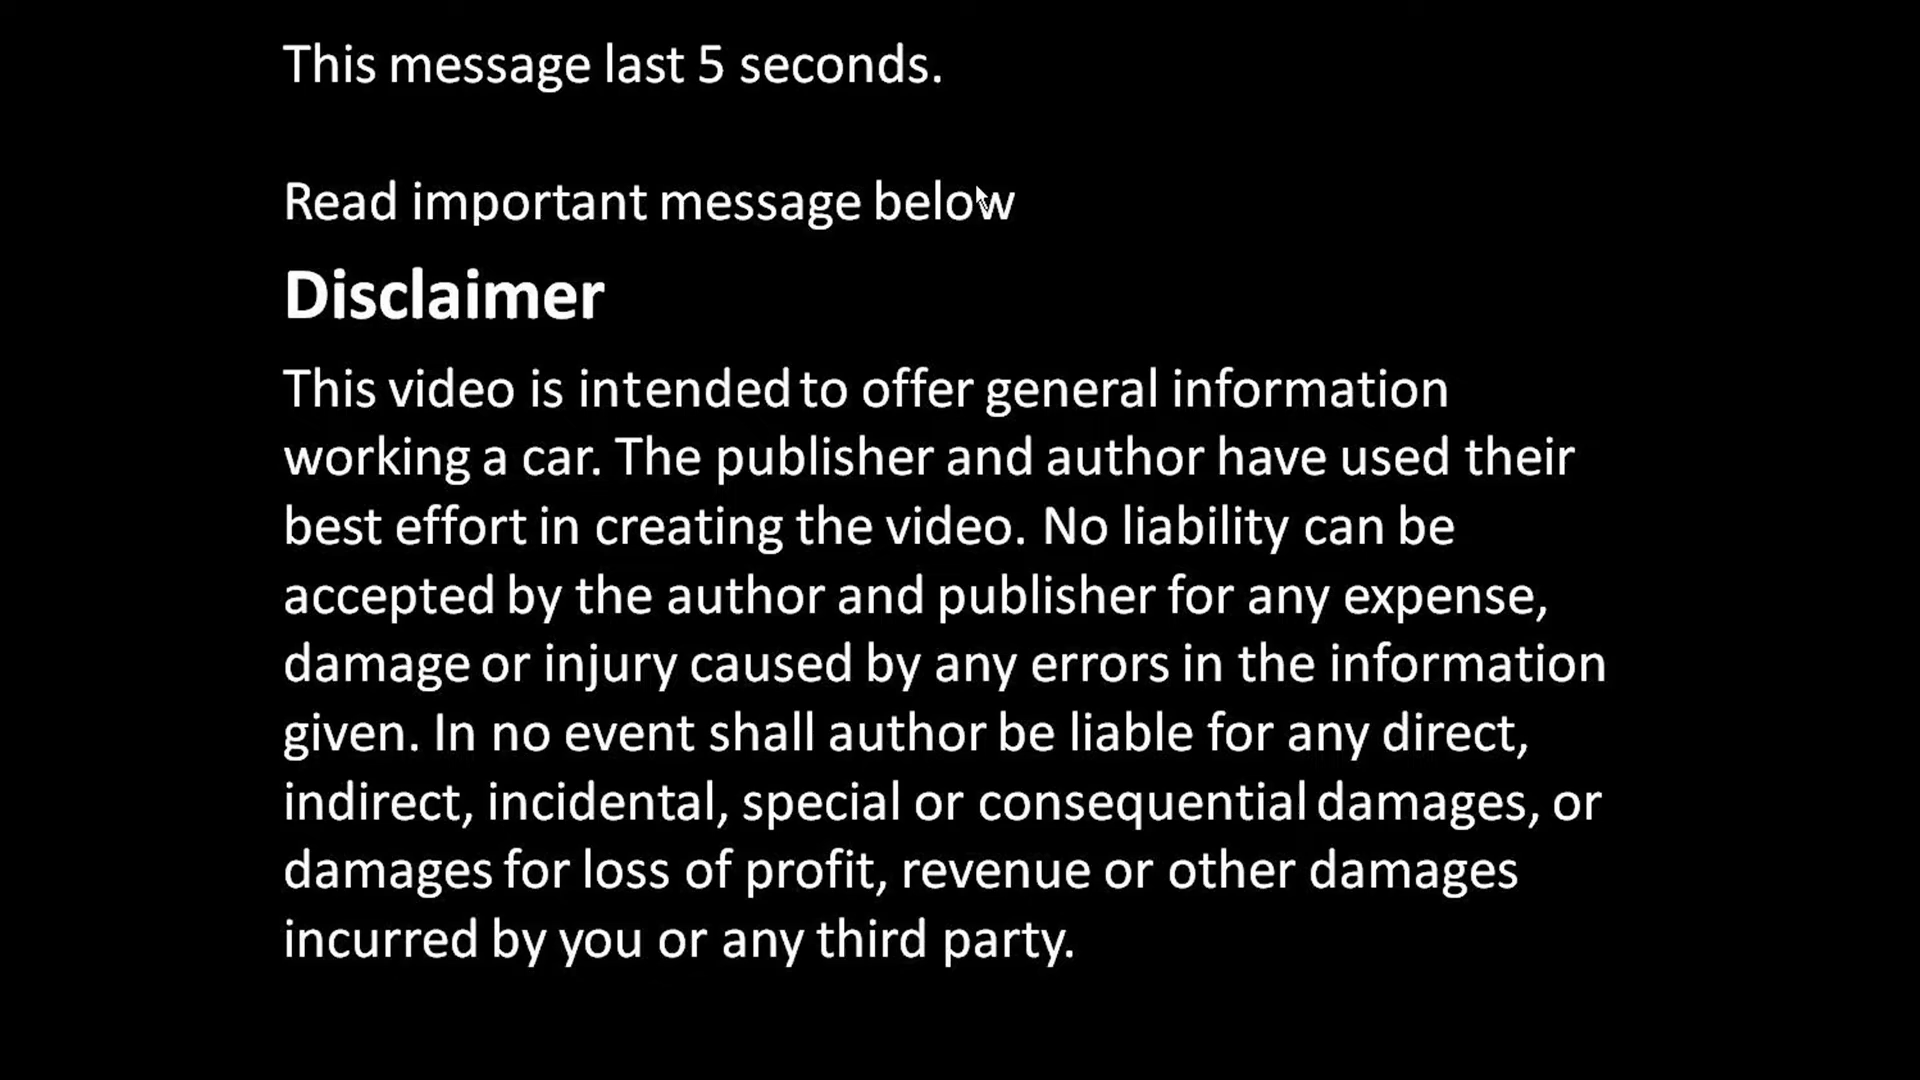 This message last 5 seconds.
Read important message below
Disclaimer
This video is intended to offer general information
working a car. The publisher and author have used their
best effort in creating the video. No liability can be
accepted by the author and publisher for any expense,
damage or injury caused by any errors in the information
given. In no event shall author be liable for any direct,
indirect, incidental, special or consequential damages, or
damages for loss of profit, revenue or other damages
incurred by you or any third party.